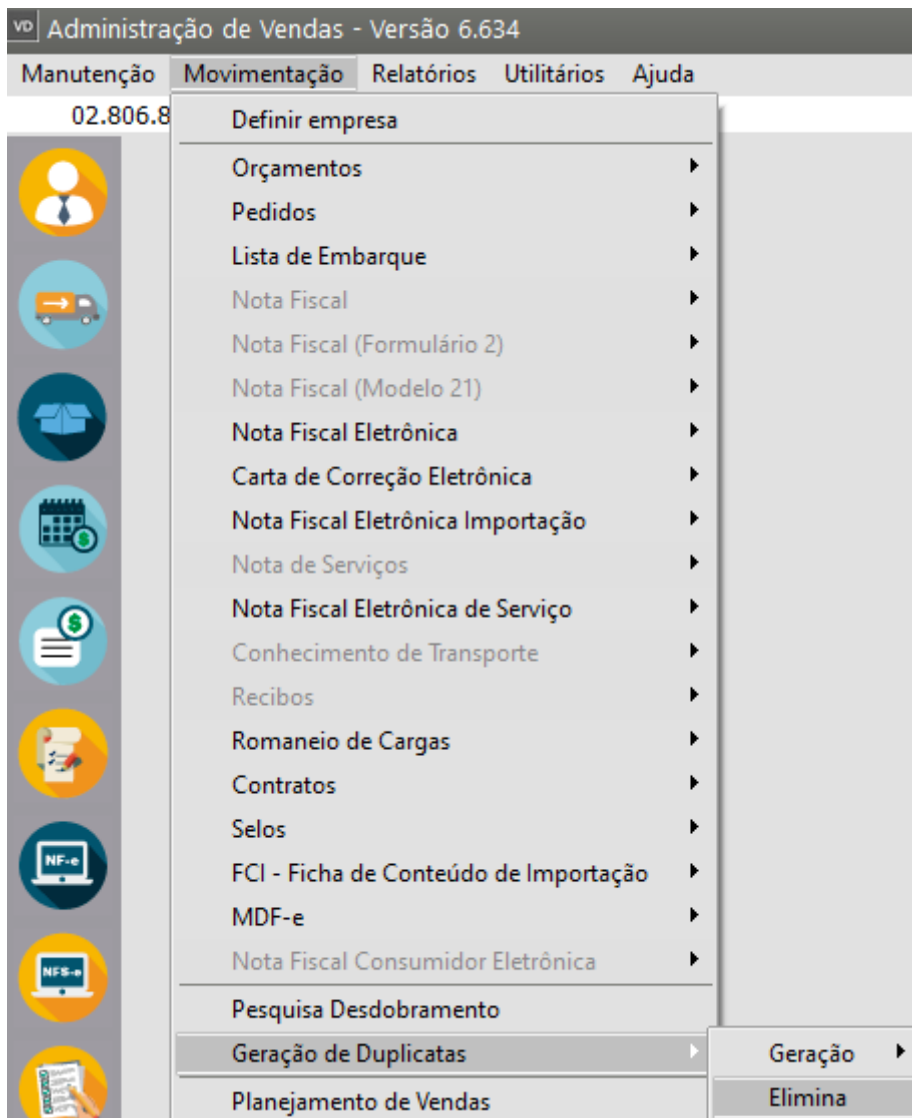 VD Administração de Vendas - Versão 6.634
Manutenção Movimentação Relatórios Utilitários Ajuda
02.806.8
Definir empresa
Orçamentos
Pedidos
Lista de Embarque
Nota Fiscal
Nota Fiscal (Formulário 2)
Nota Fiscal (Modelo 21)
Nota Fiscal Eletrônica
Carta de Correção Eletrônica
Nota Fiscal Eletrônica Importação
Nota de Serviços
Nota Fiscal Eletrônica de Serviço
Conhecimento de Transporte
Recibos
Romaneio de Cargas
Contratos
Selos
NF-e
FCI - Ficha de Conteúdo de Importação
MDF-e
Nota Fiscal Consumidor Eletrônica
NFS-e
Pesquisa Desdobramento
Geração de Duplicatas
Geração
Planejamento de Vendas
Elimina